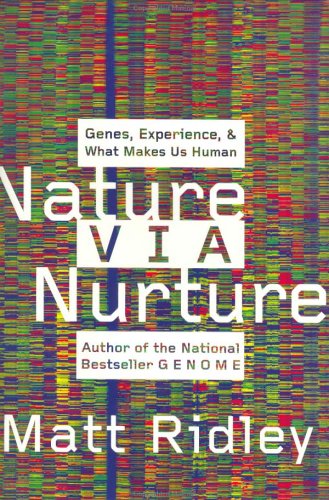 Genes, Experience, &
What Makes Us Human
Nature
VIA
Nurture
Author of the National
Bestseller GENOME
Matt Ridley